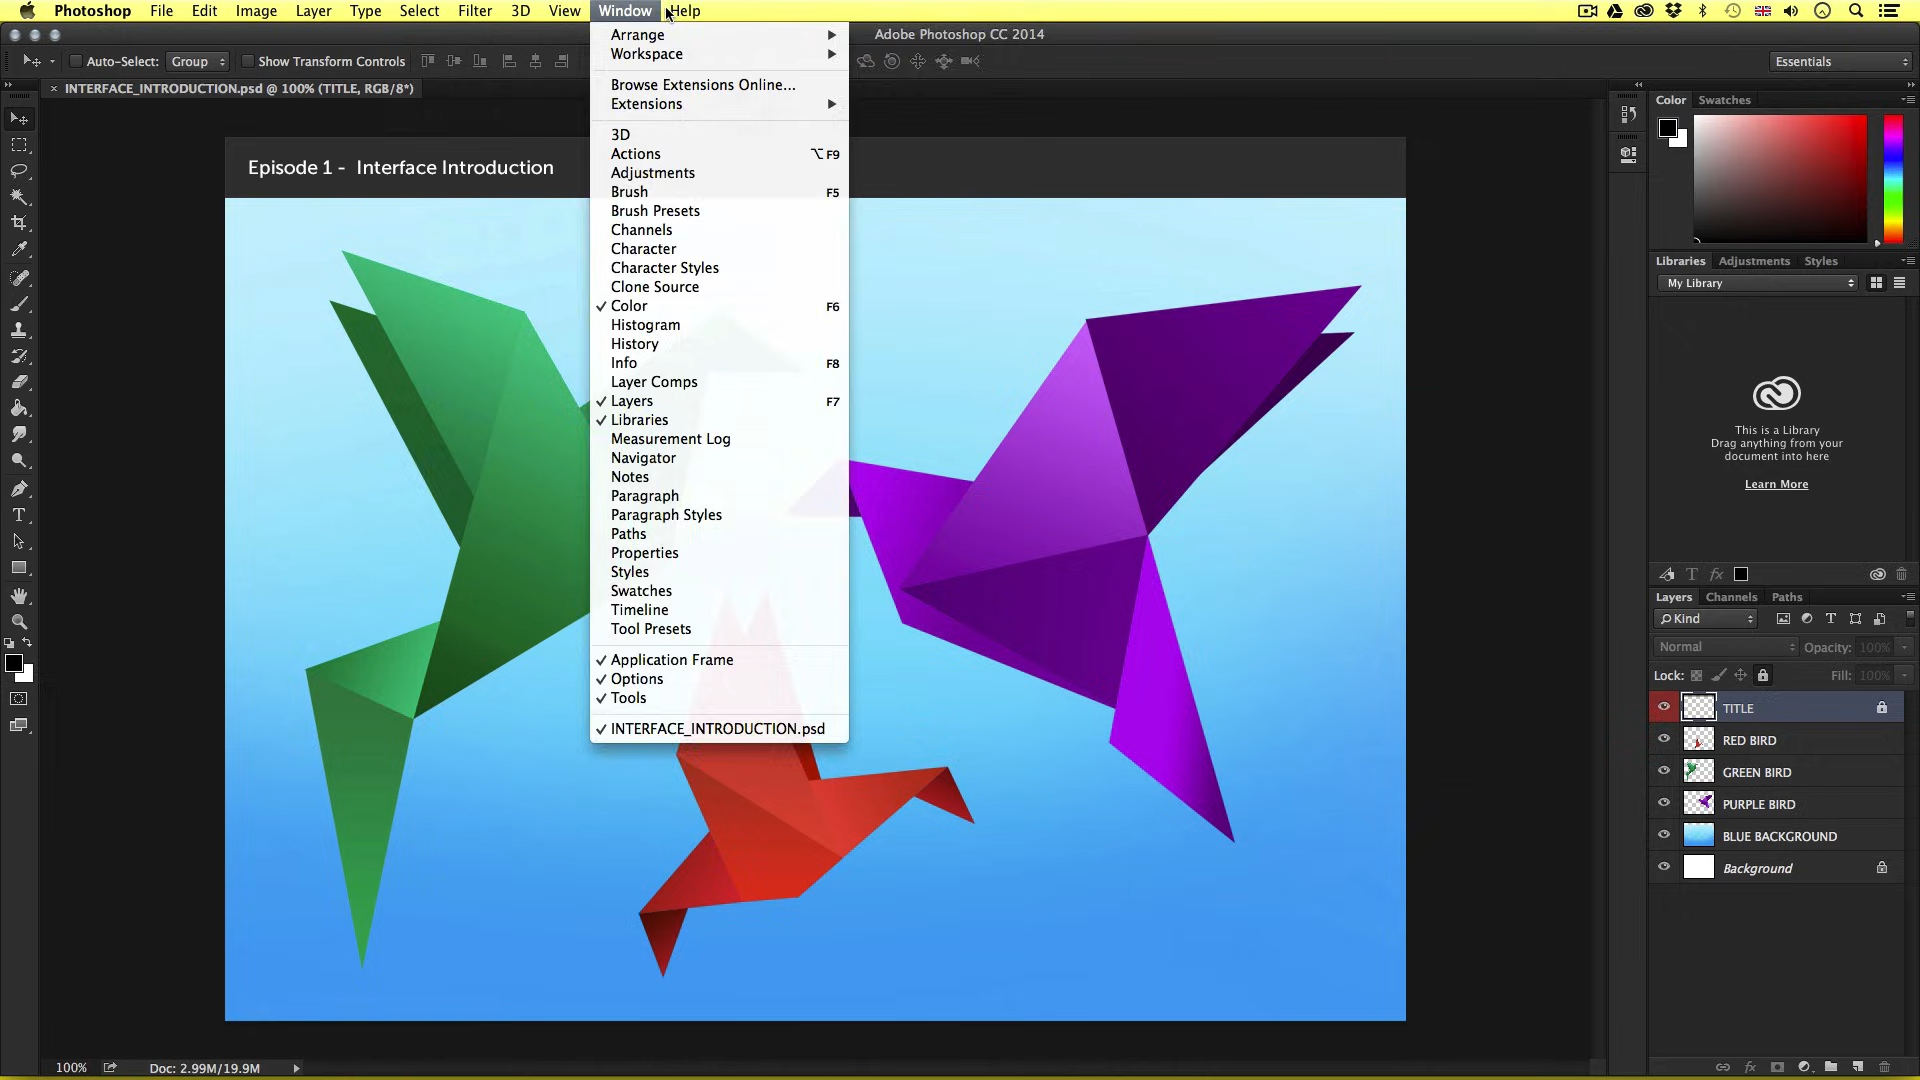 Photoshop File Edit Image Layer Type Select Filter 3D View Window Help
Adobe Photoshop CC 2014
Auto-Select: Group Show Transform Controls
Essentials
INTERFACE_INTRODUCTION.psd @ 100% (TITLE, RGB/8*)
Episode 1 - Interface Introduction
Arrange
Workspace
Browse Extensions Online...
Extensions
3D
Actions ⌥F9
Adjustments
Brush F5
Brush Presets
Channels
Character
Character Styles
Clone Source
Color F6
Histogram
History
Info F8
Layer Comps
Layers F7
Libraries
Measurement Log
Navigator
Notes
Paragraph
Paragraph Styles
Paths
Properties
Styles
Swatches
Timeline
Tool Presets
Application Frame
Options
Tools
INTERFACE_INTRODUCTION.psd
Color Swatches
Libraries Adjustments Styles
My Library
This is a Library
Drag anything from your
document into here
Learn More
Layers Channels Paths
Kind
Normal Opacity: 100%
Lock: Fill: 100%
TITLE
RED BIRD
GREEN BIRD
PURPLE BIRD
BLUE BACKGROUND
Background
100% Doc: 2.99M/19.9M